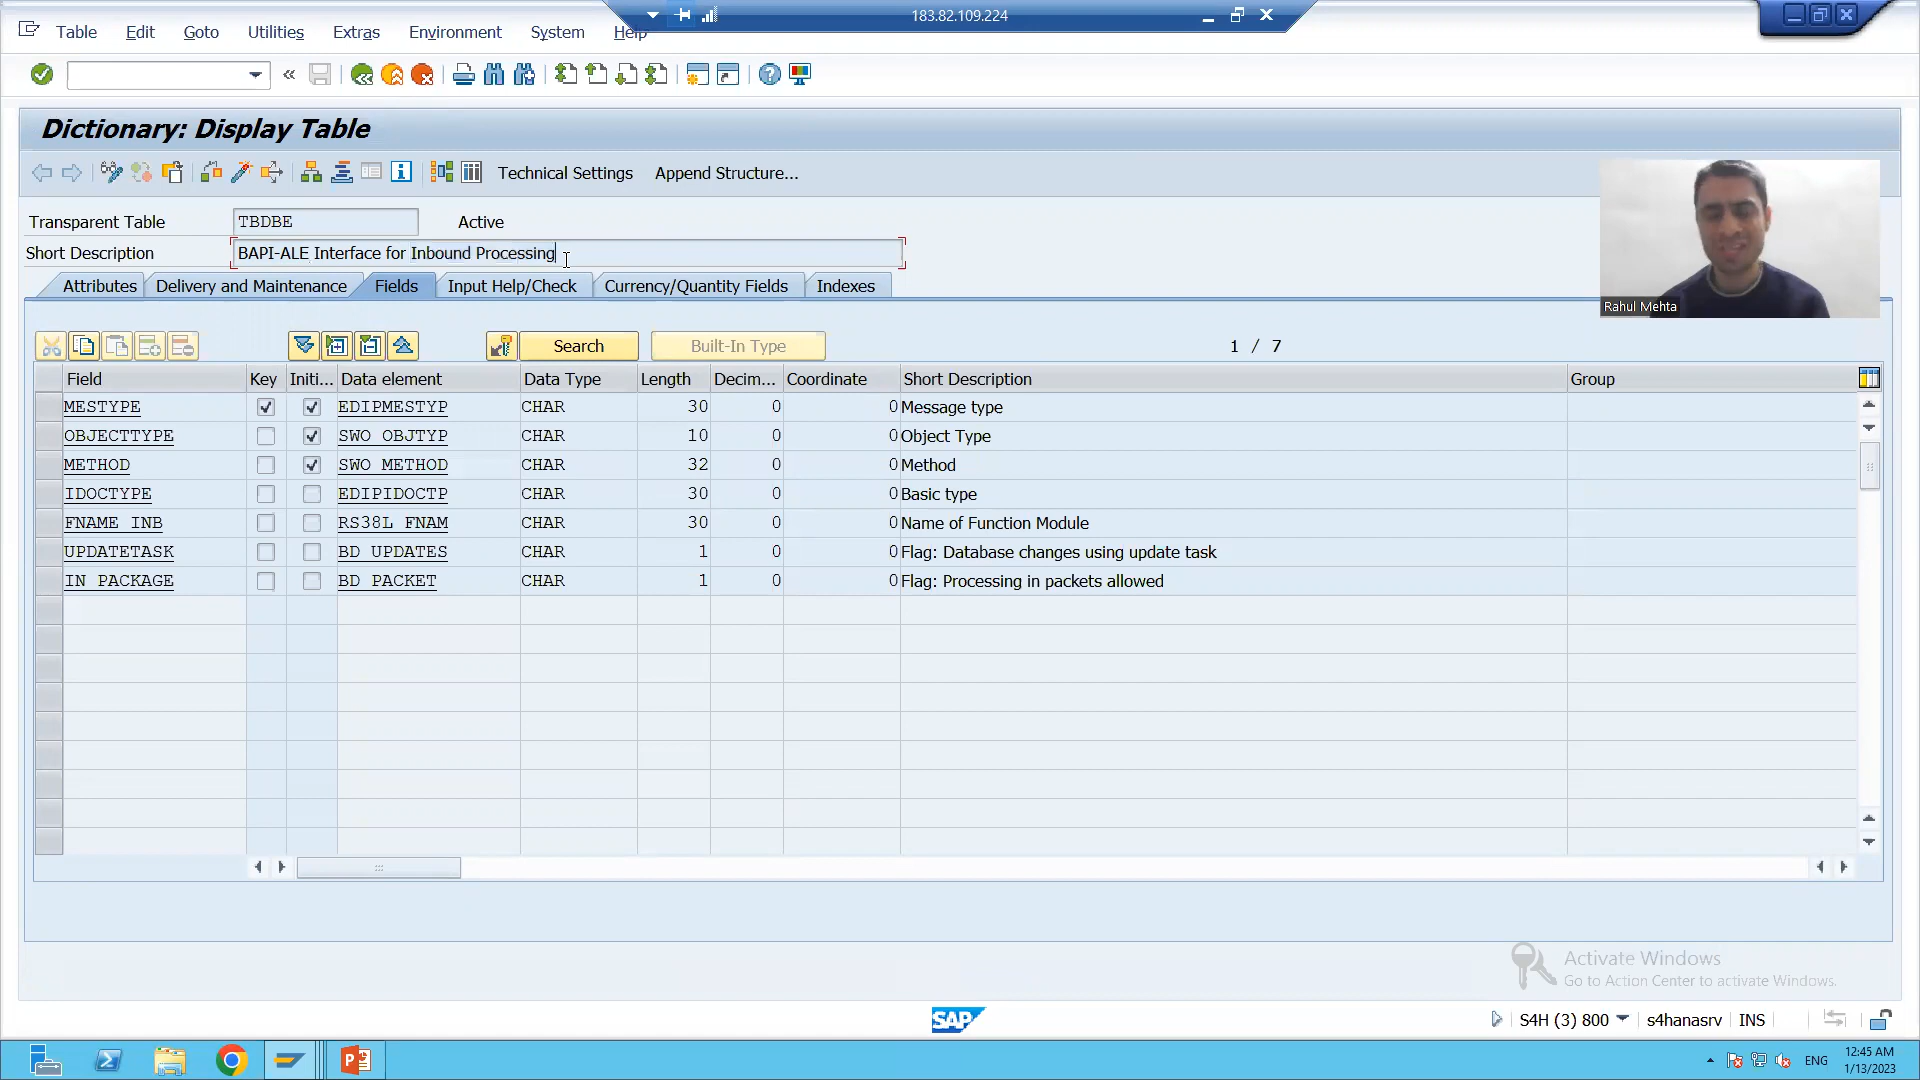 183.82.109.224
Table Edit Goto Utilities Extras Environment System Help
Dictionary: Display Table
Technical Settings Append Structure...
Transparent Table TBDBE Active
Short Description BAPI-ALE Interface for Inbound Processing
Attributes Delivery and Maintenance Fields Input Help/Check Currency/Quantity Fields Indexes
Rahul Mehta
Search Built-In Type 1 / 7
Field Key Initi... Data element Data Type Length Decim... Coordinate Short Description Group
MESTYPE EDIPMESTYP CHAR 30 0 0 Message type
OBJECTTYPE SWO_OBJTYP CHAR 10 0 0 Object Type
METHOD SWO_METHOD CHAR 32 0 0 Method
IDOCTYPE EDIPIDOCTP CHAR 30 0 0 Basic type
FNAME_INB RS38L_FNAM CHAR 30 0 0 Name of Function Module
UPDATETASK BD_UPDATES CHAR 1 0 0 Flag: Database changes using update task
IN_PACKAGE BD_PACKET CHAR 1 0 0 Flag: Processing in packets allowed
Activate Windows
Go to Action Center to activate Windows.
SAP S4H (3) 800 s4hanasrv INS
ENG 12:45 AM
1/13/2023